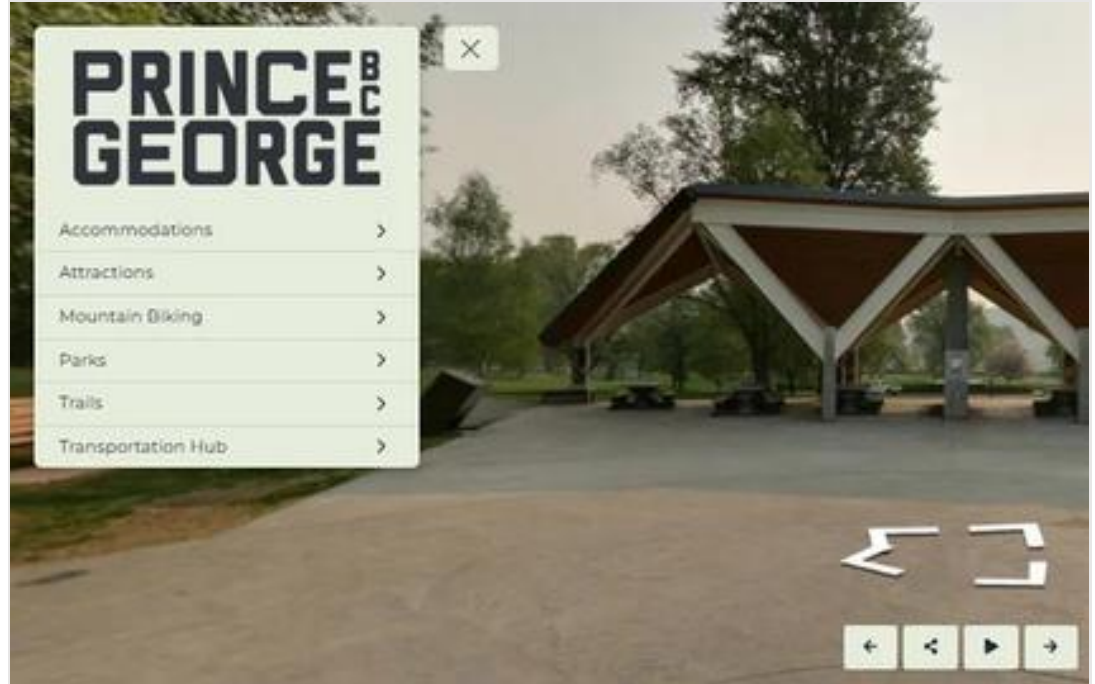 PRINCE BC
GEORGE
Accommodations
Attractions
Mountain Biking
Parks
Trails
Transportation Hub